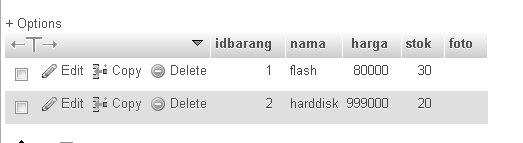 + Options
←T→ idbarang nama harga stok foto
Edit Copy Delete 1 flash 80000 30
Edit Copy Delete 2 harddisk 999000 20